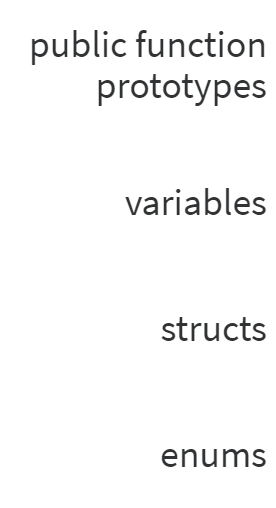 public function
prototypes
variables
structs
enums